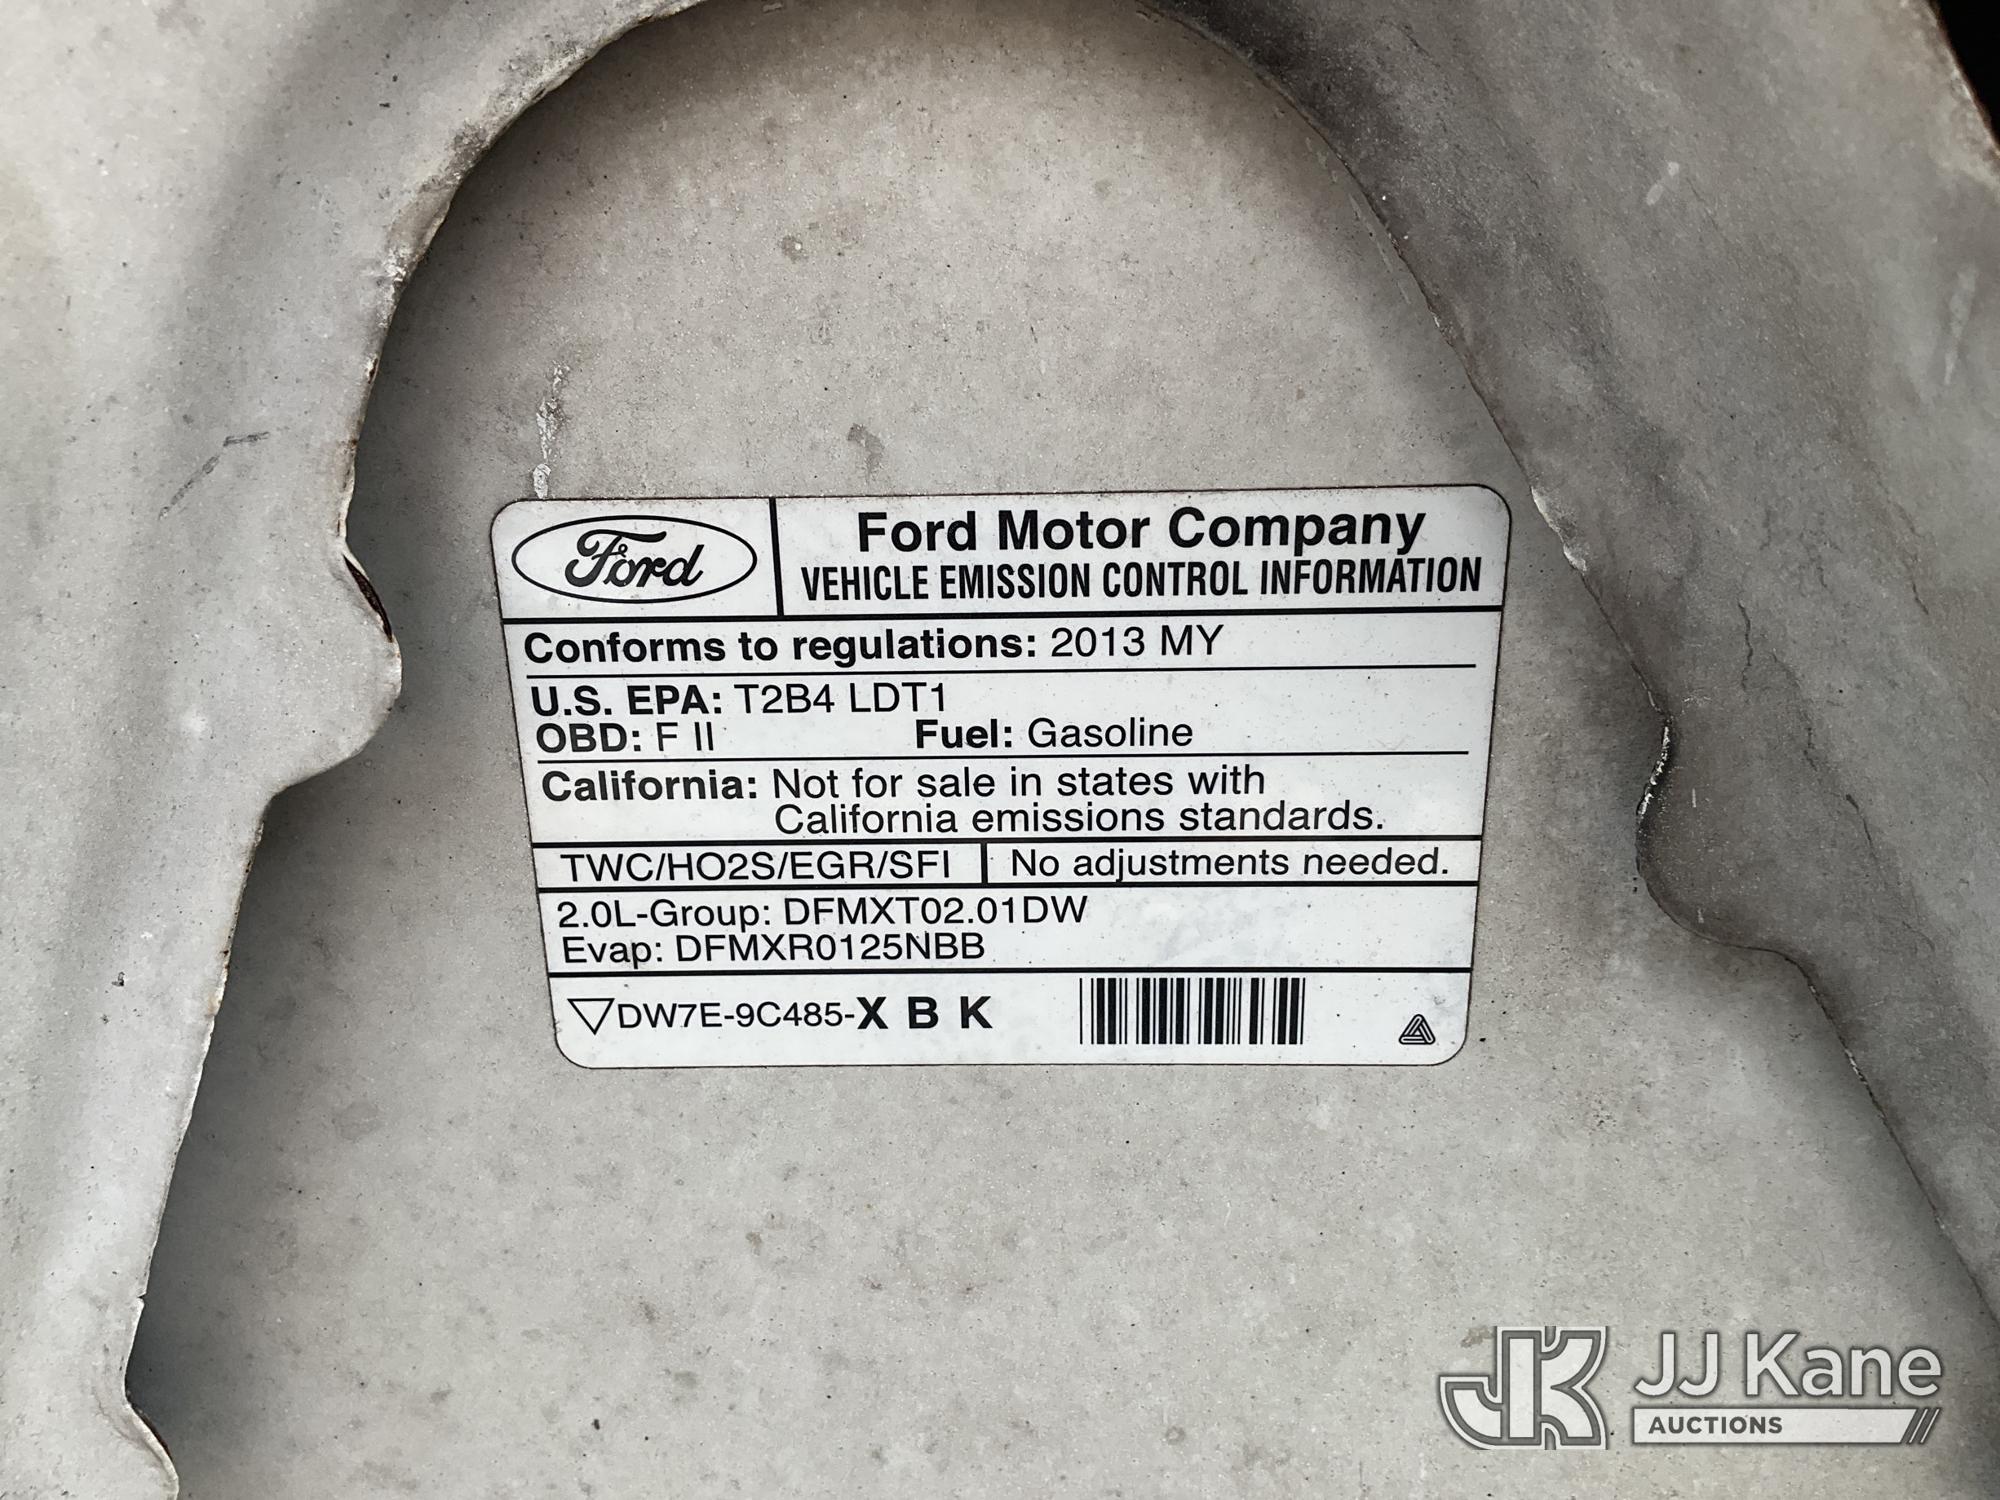 Ford
Ford Motor Company
VEHICLE EMISSION CONTROL INFORMATION
Conforms to regulations: 2013 MY
U.S. EPA: T2B4 LDT1
OBD: F II Fuel: Gasoline
California: Not for sale in states with
California emissions standards.
TWC/HO2S/EGR/SFI No adjustments needed.
2.0L-Group: DFMXT02.01DW
Evap: DFMXR0125NBB
DW7E-9C485-X B K
JK JJ Kane
AUCTIONS